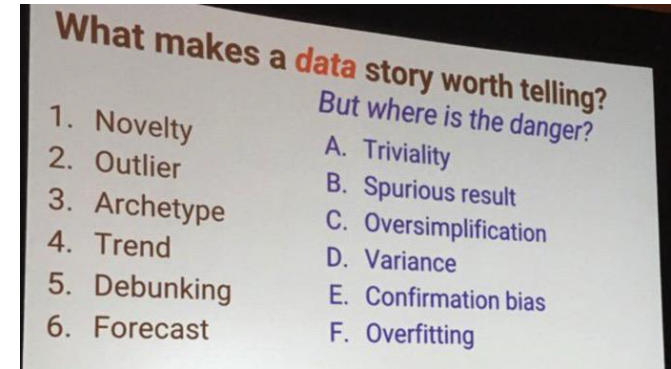 What makes a data story worth telling?
But where is the danger?
1. Novelty
2. Outlier
3. Archetype
4. Trend
5. Debunking
6. Forecast
A. Triviality
B. Spurious result
C. Oversimplification
D. Variance
E. Confirmation bias
F. Overfitting